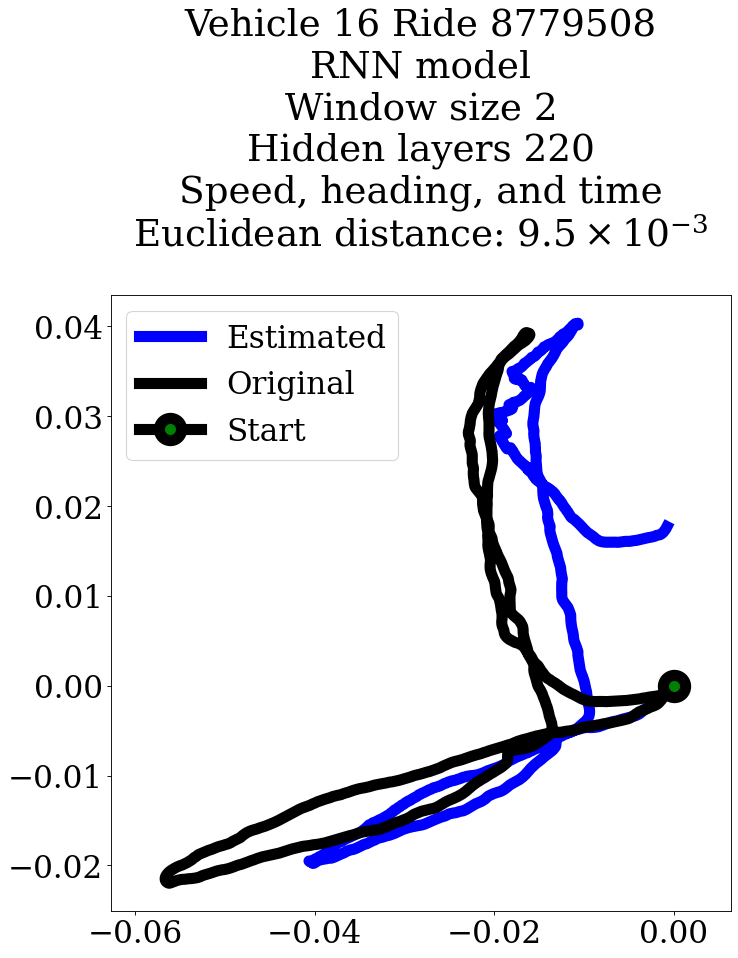 Vehicle 16 Ride 8779508
RNN model
Window size 2
Hidden layers 220
Speed, heading, and time
Euclidean distance: 9.5 × 10⁻³
Estimated
Original
Start
0.04
0.03
0.02
0.01
0.00
−0.01
−0.02
−0.06 −0.04 −0.02 0.00